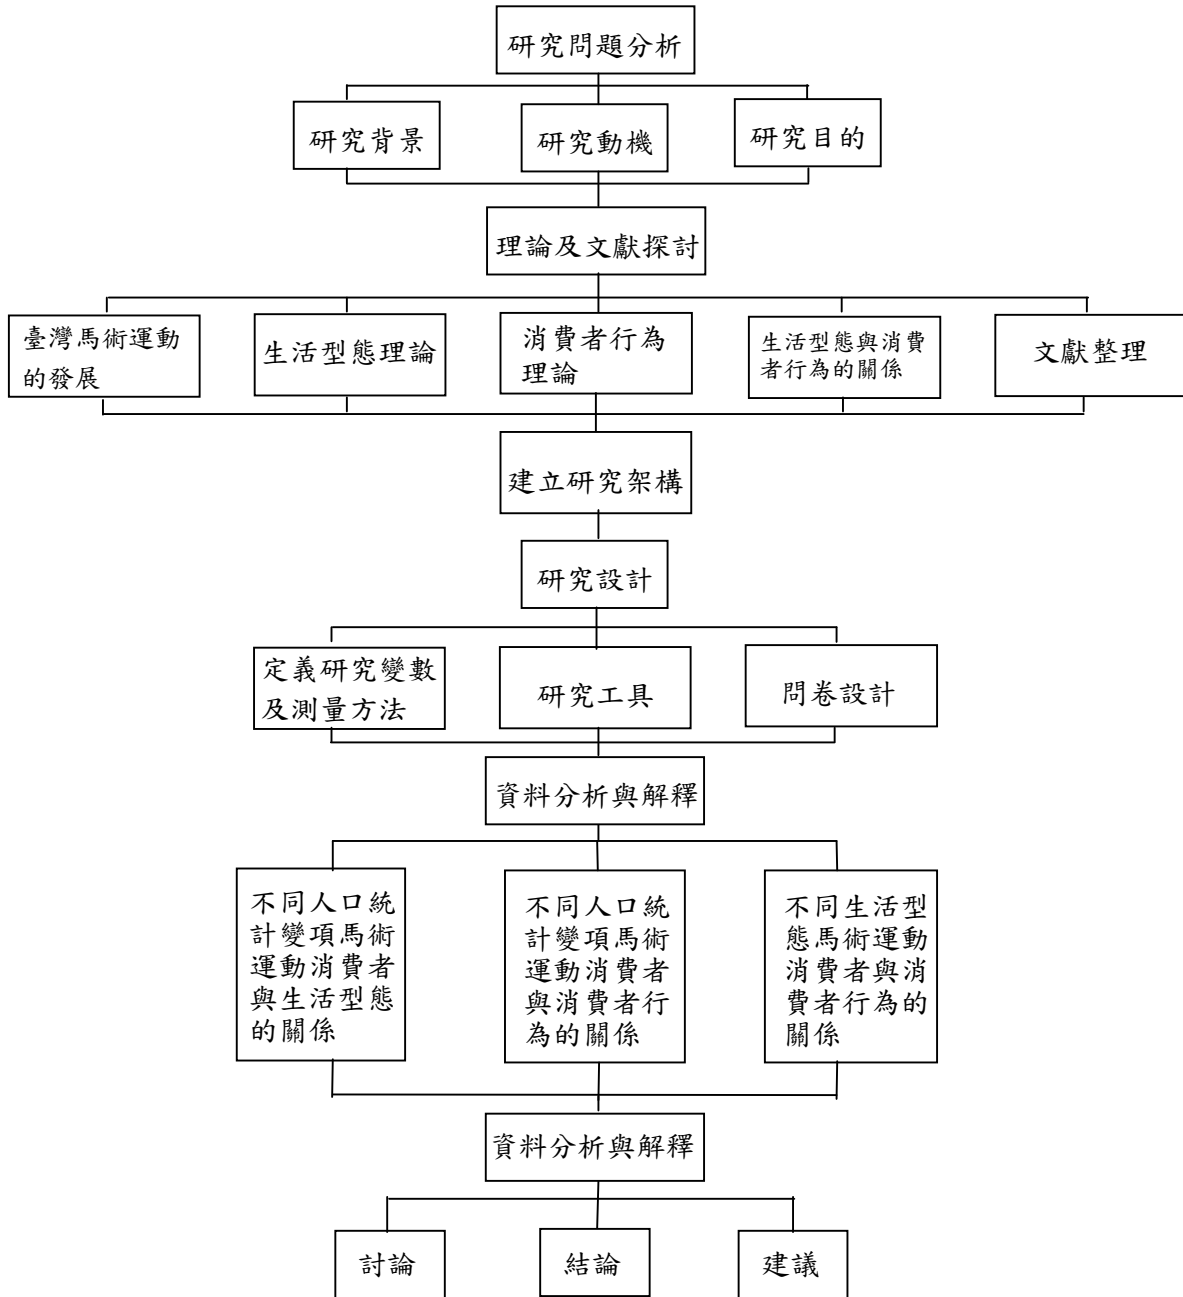 研究問題分析
研究背景
研究動機
研究目的
理論及文獻探討
臺灣馬術運動
的發展
生活型態理論
消費者行為
理論
生活型態與消費
者行為的關係
文獻整理
建立研究架構
研究設計
定義研究變數
及測量方法
研究工具
問卷設計
資料分析與解釋
不同人口統
計變項馬術
運動消費者
與生活型態
的關係
不同人口統
計變項馬術
運動消費者
與消費者行
為的關係
不同生活型
態馬術運動
消費者與消
費者行為的
關係
資料分析與解釋
討論
結論
建議